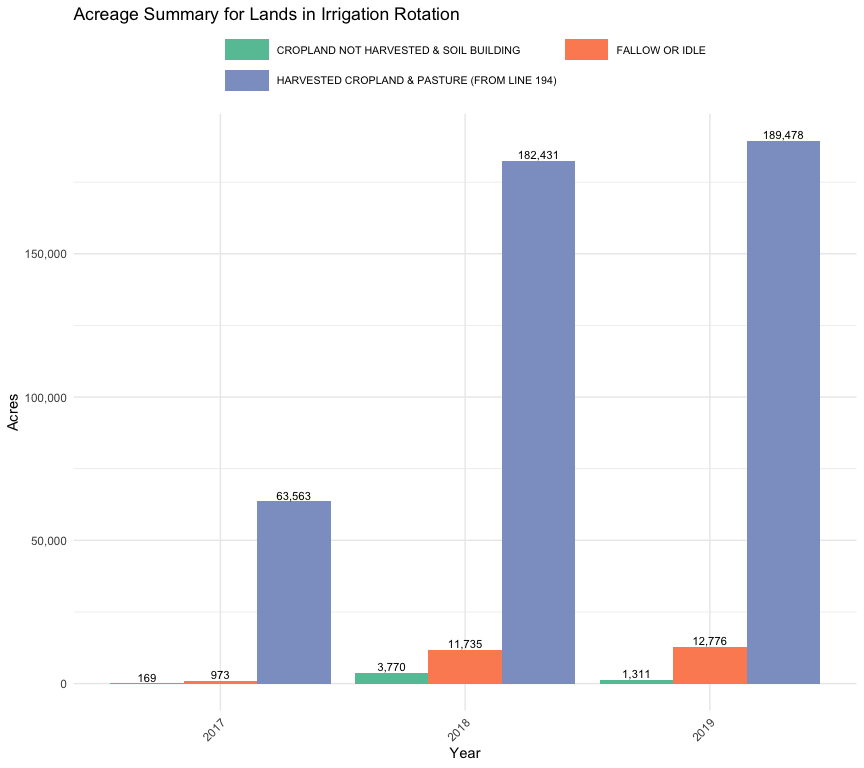 Acreage Summary for Lands in Irrigation Rotation
CROPLAND NOT HARVESTED & SOIL BUILDING
FALLOW OR IDLE
HARVESTED CROPLAND & PASTURE (FROM LINE 194)
189,478
182,431
150,000
100,000
Acres
63,563
50,000
12,776
11,735
3,770
1,311
973
169
0
2017
2018
2019
Year